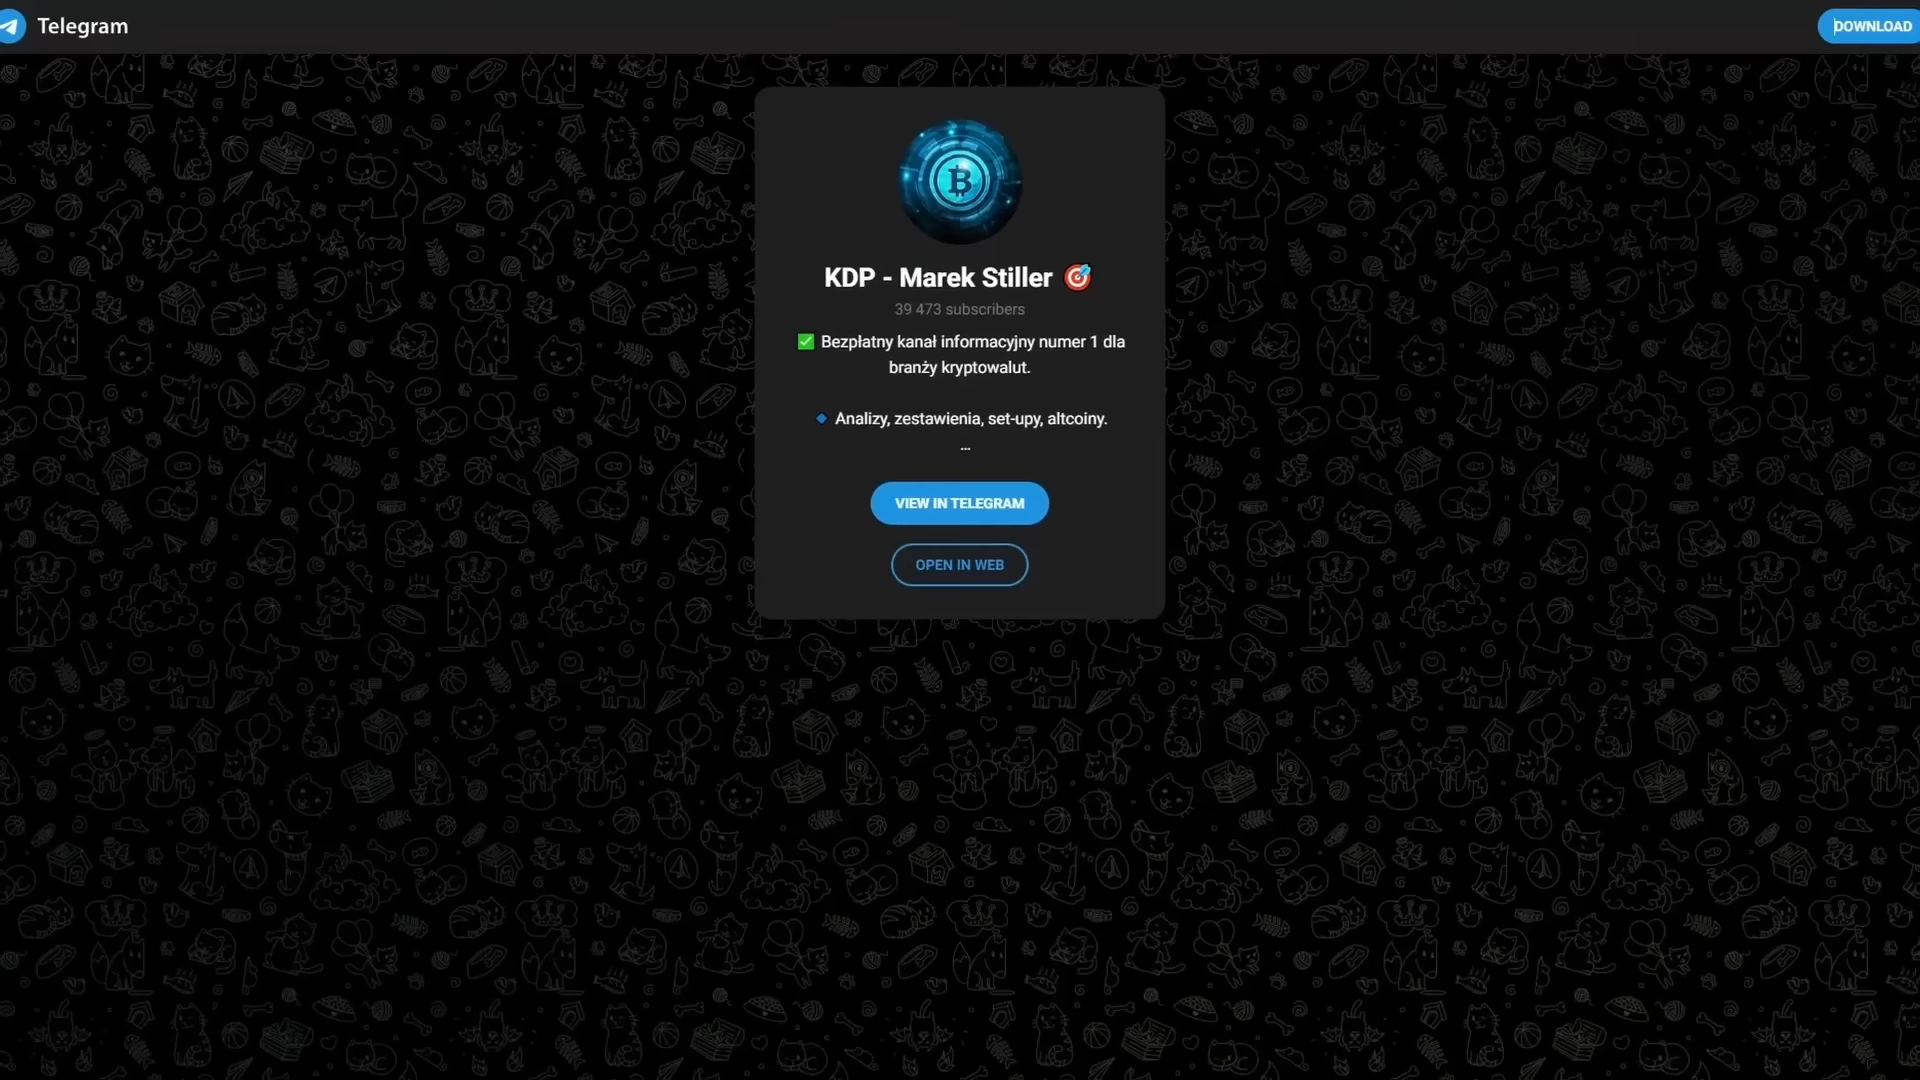 Telegram
DOWNLOAD
KDP - Marek Stiller 🎯
39 473 subscribers
✅ Bezpłatny kanał informacyjny numer 1 dla
branży kryptowalut.
🔹 Analizy, zestawienia, set-upy, altcoiny.
...
VIEW IN TELEGRAM
OPEN IN WEB